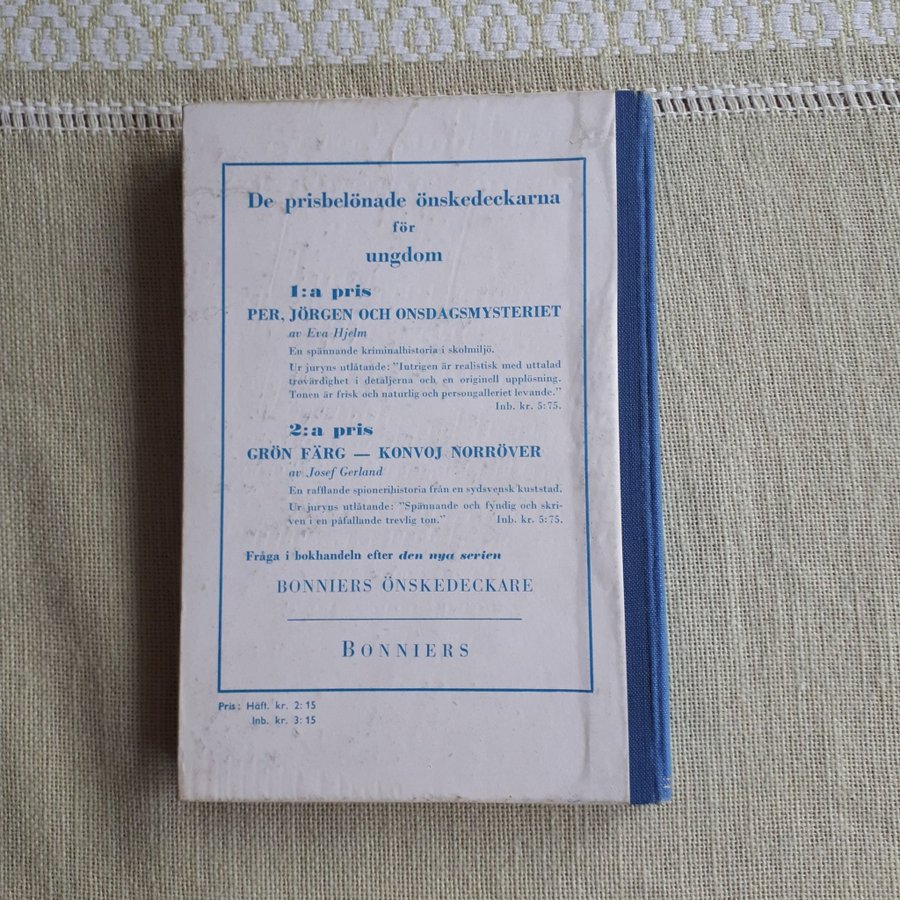 De prisbelönade önskedeckarna
för
ungdom
1:a pris
PER, JÖRGEN OCH ONSDAGSMYSTERIET
av Eva Hjelm
En spännande kriminalhistoria i skolmiljö.
Ur juryns utlåtande: "Intrigen är realistisk med uttalad
trovärdighet i detaljerna och en originell upplösning.
Tonen är frisk och naturlig och persongalleriet levande."
Inb. kr. 5:75.
2:a pris
GRÖN FÄRG — KONVOJ NORRÖVER
av Josef Gerland
En rafflande spionerihistoria från en sydsvensk kuststad.
Ur juryns utlåtande: "Spännande och fyndig och skri-
ven i en påfallande trevlig ton." Inb. kr. 5:75.
Fråga i bokhandeln efter den nya serien
BONNIERS ÖNSKEDECKARE
BONNIERS
Pris: Häft. kr. 2:15
Inb. kr. 3:15